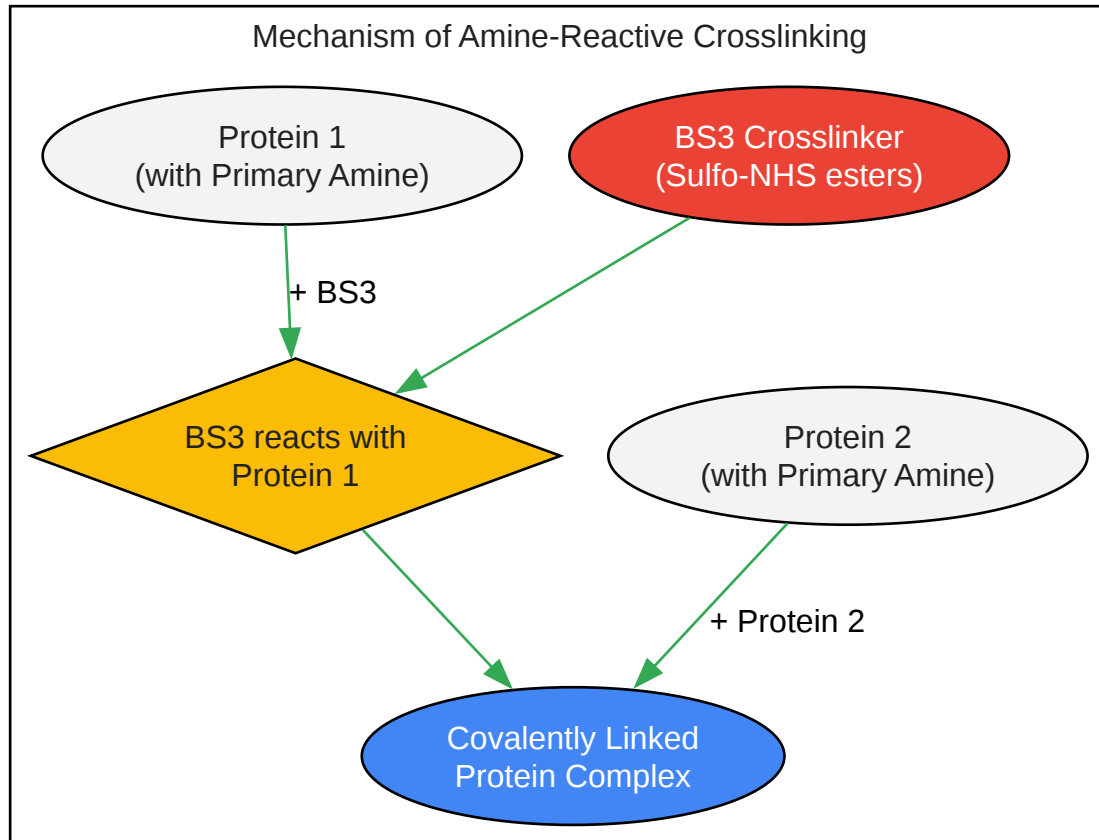 Mechanism of Amine-Reactive Crosslinking
Protein 1
(with Primary Amine)
BS3 Crosslinker
(Sulfo-NHS esters)
+ BS3
BS3 reacts with
Protein 1
Protein 2
(with Primary Amine)
+ Protein 2
Covalently Linked
Protein Complex